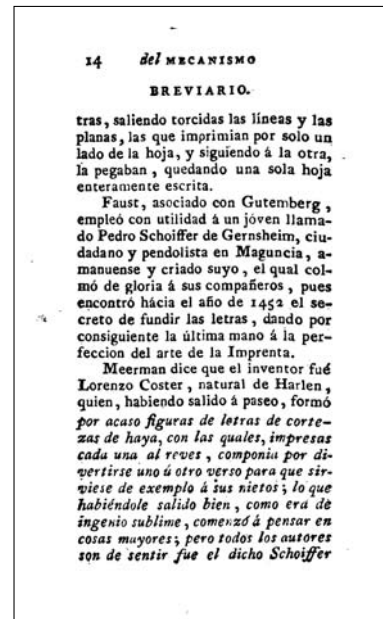 14 del MECANISMO
BREVIARIO.
tras, saliendo torcidas las líneas y las
planas, las que imprimian por solo un
lado de la hoja, y siguiendo á la otra,
la pegaban, quedando una sola hoja
enteramente escrita.
Faust, asociado con Gutemberg,
empleó con utilidad á un jóven llama-
do Pedro Schoiffer de Gernsheim, ciu-
dadano y pendolista en Maguncia, a-
manuense y criado suyo, el qual col-
mó de gloria á sus compañeros, pues
encontró hácia el año de 1452 el se-
creto de fundir las letras, dando por
consiguiente la última mano á la per-
feccion del arte de la Imprenta.
Meerman dice que el inventor fué
Lorenzo Coster, natural de Harlen,
quien, habiendo salido á paseo, formó
por acaso figuras de letras de corte-
zas de haya, con las quales, impresas
cada una al reves, componia por di-
vertirse uno ú otro verso para que sir-
viese de exemplo á sus nietos; lo que
habiéndole salido bien, como era de
ingenio sublime, comenzó á pensar en
cosas mayores; pero todos los autores
son de sentir fue el dicho Schoiffer